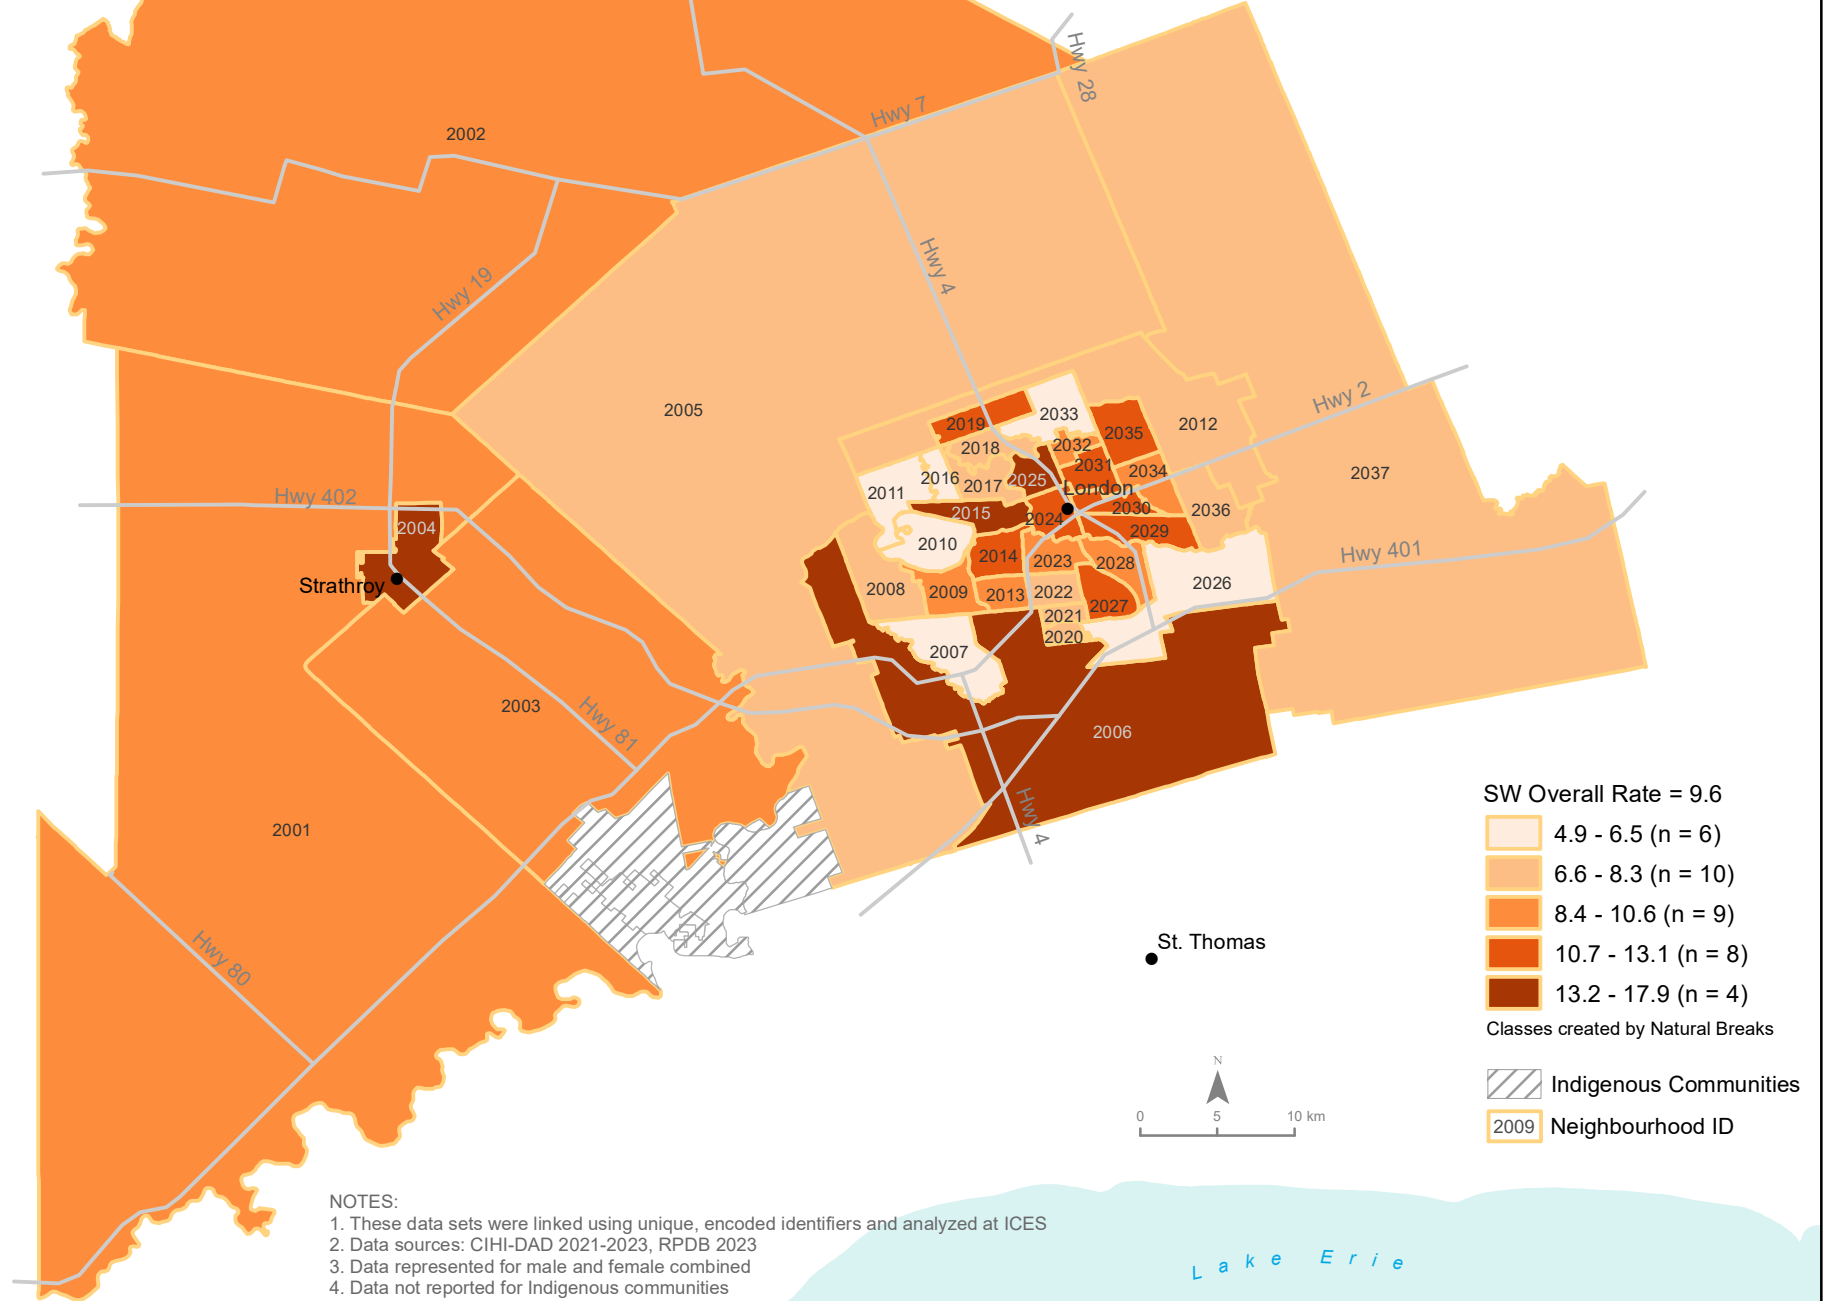 Hwy 28
Hwy 7
2002
Hwy 4
Hwy 19
Hwy 2
2005
2033
2019
2012
2035
2032
2018
2031
2034
2037
2016
2025
2017
2011
London
Hwy 402
2030
2036
2015
2024
2004
2029
2010
Hwy 401
2014
2023
2028
Strathroy
2026
2008
2009
2013
2022
2027
2021
2020
2007
2003
Hwy 81
2006
2001
Hwy 4
Hwy 80
St. Thomas
SW Overall Rate = 9.6
4.9 - 6.5 (n = 6)
6.6 - 8.3 (n = 10)
8.4 - 10.6 (n = 9)
10.7 - 13.1 (n = 8)
13.2 - 17.9 (n = 4)
Classes created by Natural Breaks
Indigenous Communities
2009 Neighbourhood ID
N
0 5 10 km
NOTES:
1. These data sets were linked using unique, encoded identifiers and analyzed at ICES
2. Data sources: CIHI-DAD 2021-2023, RPDB 2023
3. Data represented for male and female combined
4. Data not reported for Indigenous communities
Lake Erie